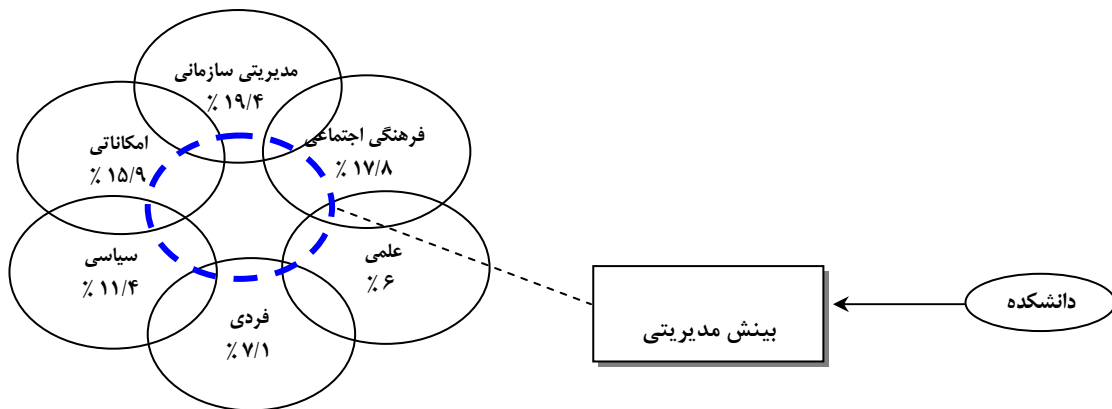 مدیریتی سازمانی
٪ ۱۹/۴
فرهنگی اجتماعی
٪ ۱۷/۸
امکاناتی
٪ ۱۵/۹
علمی
٪ ۶
سیاسی
٪ ۱۱/۴
فردی
٪ ۷/۱
بینش مدیریتی
دانشکده